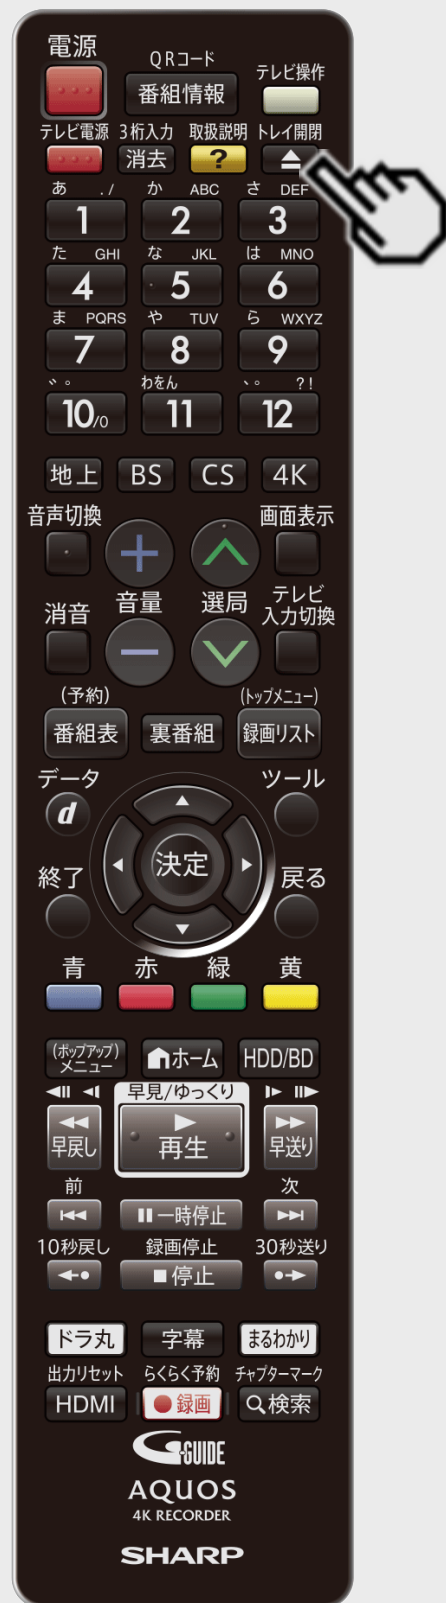 電源
QRコード
テレビ操作
番組情報
テレビ電源 3桁入力 取扱説明 トレイ開閉
消去 ?
あ ./ か ABC さ DEF
1 2 3
た GHI な JKL は MNO
4 5 6
ま PQRS や TUV ら WXYZ
7 8 9
゛゜ わをん 、。 ?!
10/0 11 12
地上 BS CS 4K
音声切換 画面表示
消音 音量 選局 テレビ
入力切換
(予約) (トップメニュー)
番組表 裏番組 録画リスト
データ ツール
d
決定
終了 戻る
青 赤 緑 黄
(ポップアップ)
メニュー ホーム HDD/BD
早見/ゆっくり
早戻し 再生 早送り
前 次
一時停止
10秒戻し 録画停止 30秒送り
停止
ドラ丸 字幕 まるわかり
出力リセット らくらく予約 チャプターマーク
HDMI 録画 検索
G-GUIDE
AQUOS
4K RECORDER
SHARP